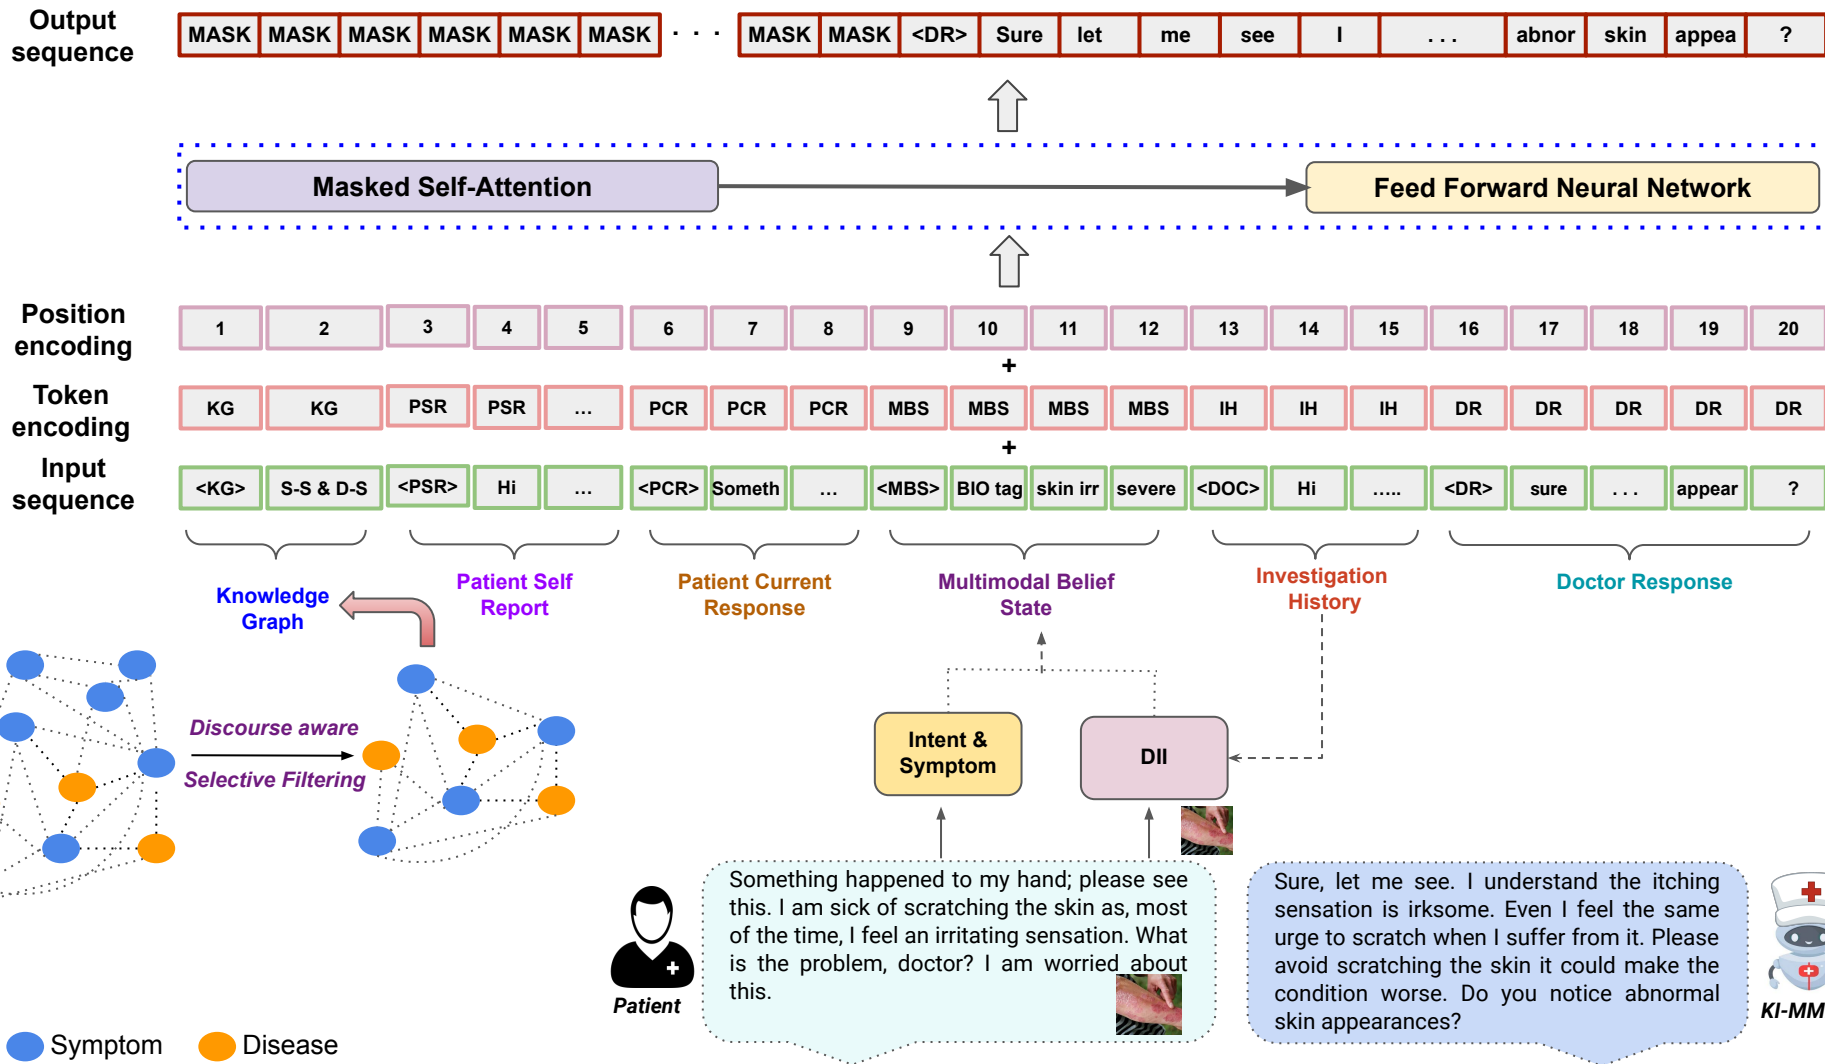 Output
sequence
MASK MASK MASK MASK MASK MASK . . . MASK MASK <DR> Sure let me see I . . . abnor skin appea ?
Masked Self-Attention
Feed Forward Neural Network
Position
encoding
1 2 3 4 5 6 7 8 9 10 11 12 13 14 15 16 17 18 19 20
+
Token
encoding
KG KG PSR PSR ... PCR PCR PCR MBS MBS MBS MBS IH IH IH DR DR DR DR DR
+
Input
sequence
<KG> S-S & D-S <PSR> Hi ... <PCR> Someth ... <MBS> BIO tag skin irr severe <DOC> Hi ..... <DR> sure . . . appear ?
Knowledge
Graph
Patient Self
Report
Patient Current
Response
Multimodal Belief
State
Investigation
History
Doctor Response
Discourse aware
Selective Filtering
Intent &
Symptom
DII
Something happened to my hand; please see
this. I am sick of scratching the skin as, most
of the time, I feel an irritating sensation. What
is the problem, doctor? I am worried about
this.
Patient
Sure, let me see. I understand the itching
sensation is irksome. Even I feel the same
urge to scratch when I suffer from it. Please
avoid scratching the skin it could make the
condition worse. Do you notice abnormal
skin appearances?
KI-MM
Symptom
Disease